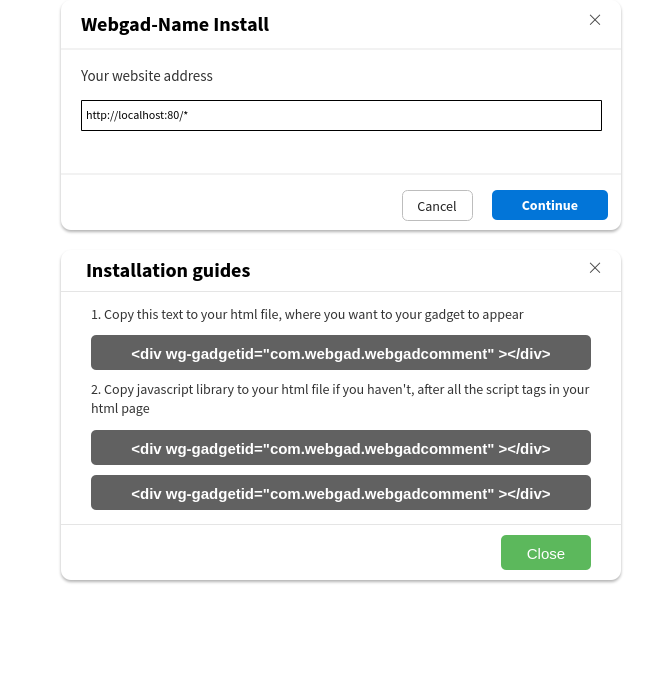 Webgad-Name Install
Your website address
http://localhost:80/*
Cancel
Continue
Installation guides
1. Copy this text to your html file, where you want to your gadget to appear
<div wg-gadgetid="com.webgad.webgadcomment" ></div>
2. Copy javascript library to your html file if you haven't, after all the script tags in your
html page
<div wg-gadgetid="com.webgad.webgadcomment" ></div>
<div wg-gadgetid="com.webgad.webgadcomment" ></div>
Close